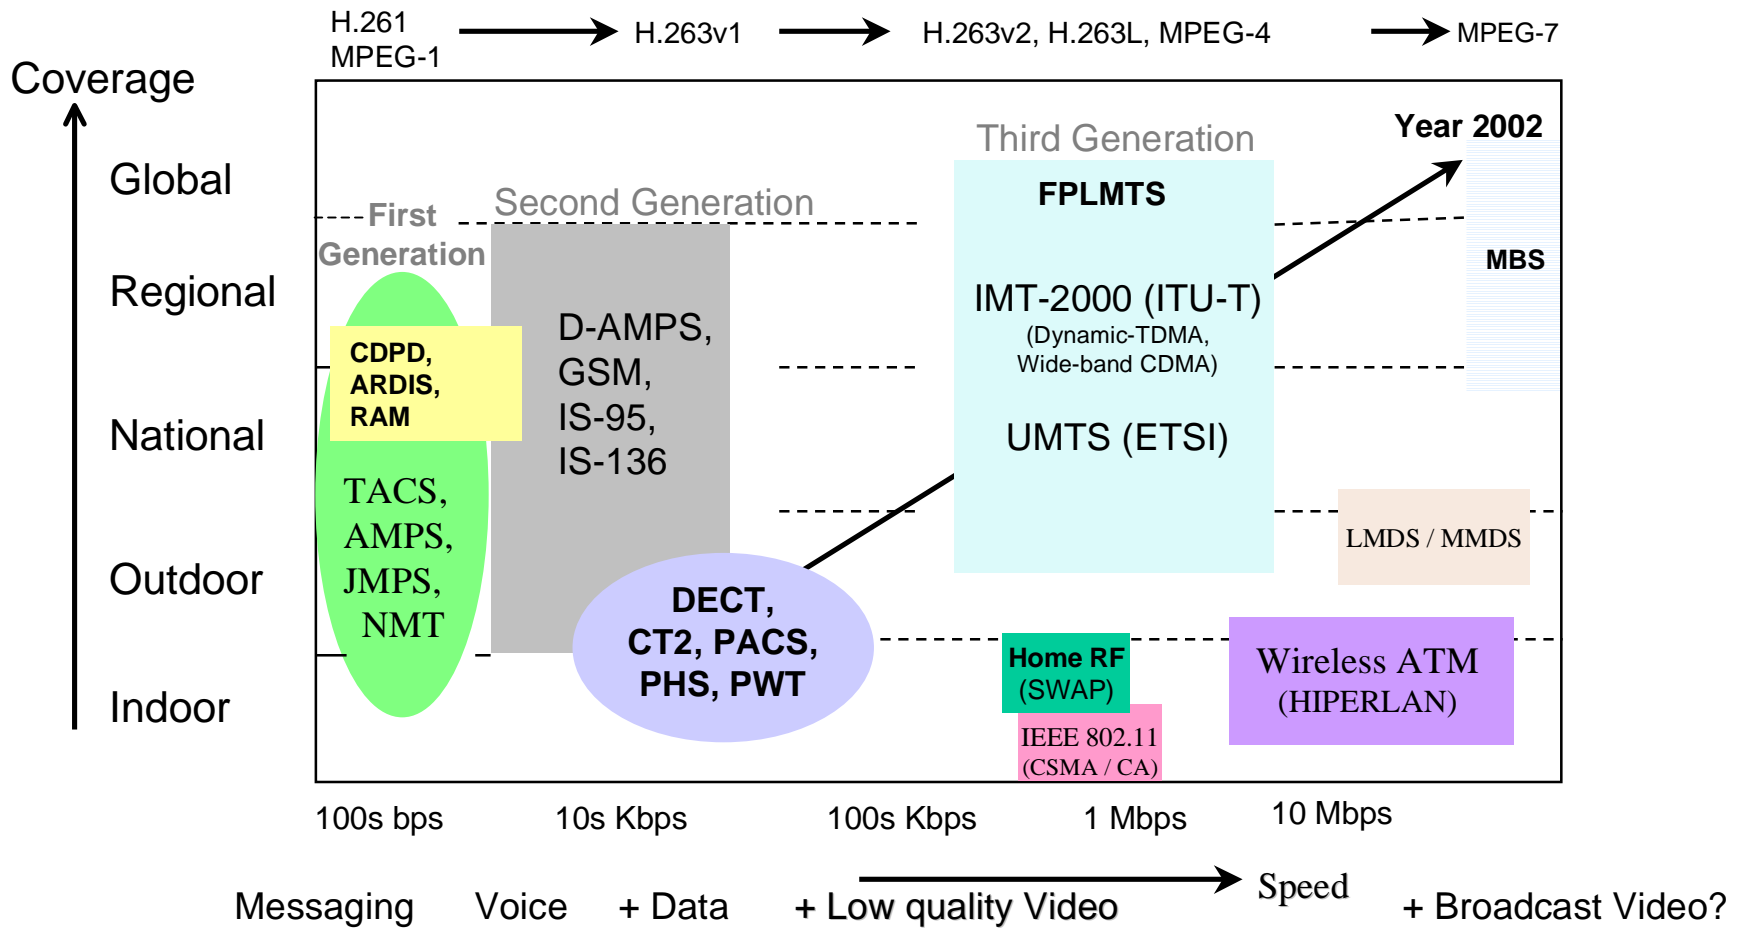 H.261
MPEG-1
H.263v1
H.263v2, H.263L, MPEG-4
MPEG-7
Coverage
Year 2002
Third Generation
Global
FPLMTS
Second Generation
First
Generation
MBS
Regional
IMT-2000 (ITU-T)
(Dynamic-TDMA,
Wide-band CDMA)
D-AMPS,
GSM,
IS-95,
IS-136
CDPD,
ARDIS,
RAM
National
UMTS (ETSI)
TACS,
AMPS,
JMPS,
NMT
LMDS / MMDS
Outdoor
DECT,
CT2, PACS,
PHS, PWT
Home RF
(SWAP)
Wireless ATM
(HIPERLAN)
Indoor
IEEE 802.11
(CSMA / CA)
100s bps
10s Kbps
100s Kbps
1 Mbps
10 Mbps
Speed
Messaging
Voice
+ Data
+ Low quality Video
+ Broadcast Video?